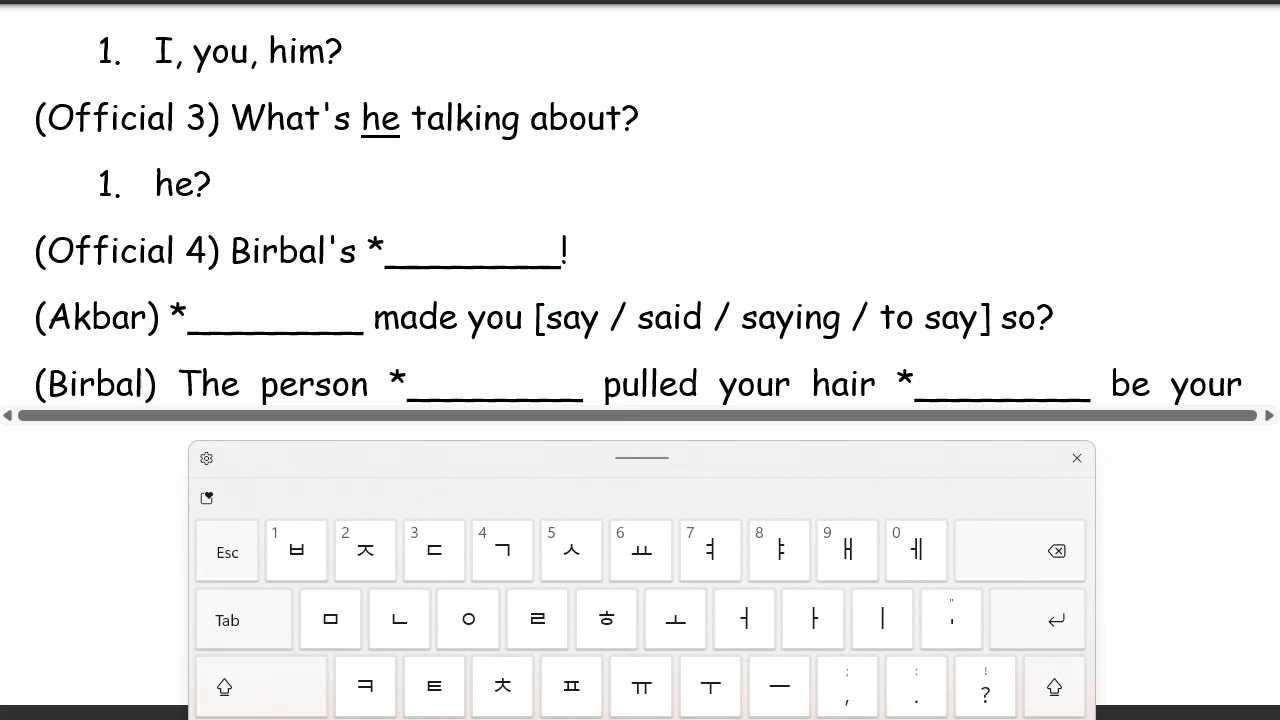 1. I, you, him?
(Official 3) What's he talking about?
1. he?
(Official 4) Birbal's *________!
(Akbar) *________ made you [say / said / saying / to say] so?
(Birbal) The person *________ pulled your hair *________ be your
Esc 1 ㅂ 2 ㅈ 3 ㄷ 4 ㄱ 5 ㅅ 6 ㅛ 7 ㅕ 8 ㅑ 9 ㅐ 0 ㅔ
Tab ㅁ ㄴ ㅇ ㄹ ㅎ ㅗ ㅓ ㅏ ㅣ " '
ㅋ ㅌ ㅊ ㅍ ㅠ ㅜ ㅡ ; , : . ! ?